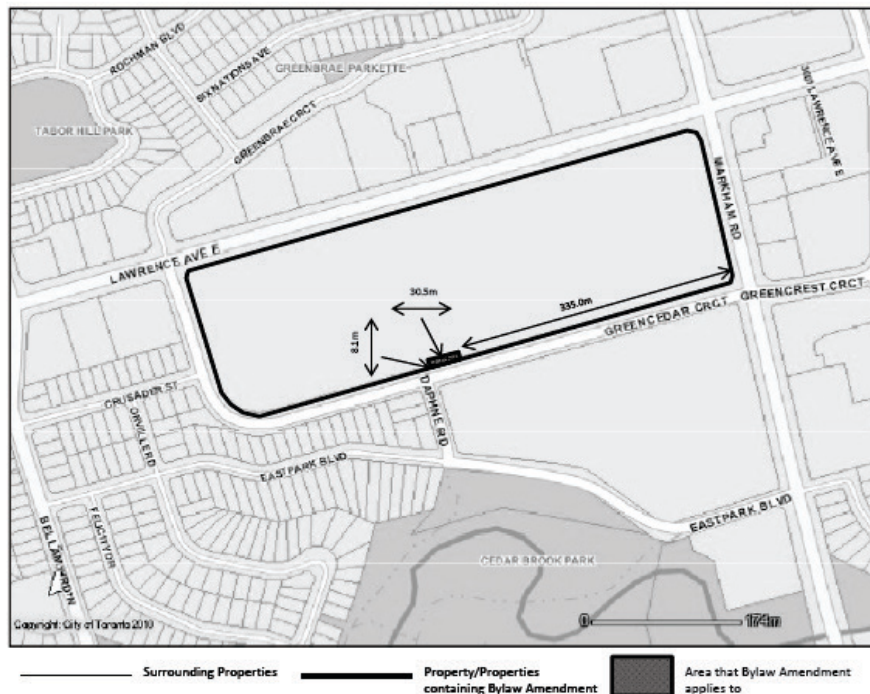 ROCHMAN BLVD
SIX NATIONS AVE
GREENBRAE PARKETTE
TABOR HILL PARK
GREENBRAE CRCT
3001 LAWRENCE AVE E
MARKHAM RD
LAWRENCE AVE E
30.5m
335.0m
GREENCREST CRCT
GREENCEDAR CRCT
8.1m
DAPHNE RD
CRUSADER ST
ORVILLE RD
EASTPARK BLVD
FELICITY DR
EASTPARK BLVD
BELLAMY RD N
CEDAR BROOK PARK
Copyright: City of Toronto 2010
0 174m
Surrounding Properties
Property/Properties
containing Bylaw Amendment
Area that Bylaw Amendment
applies to